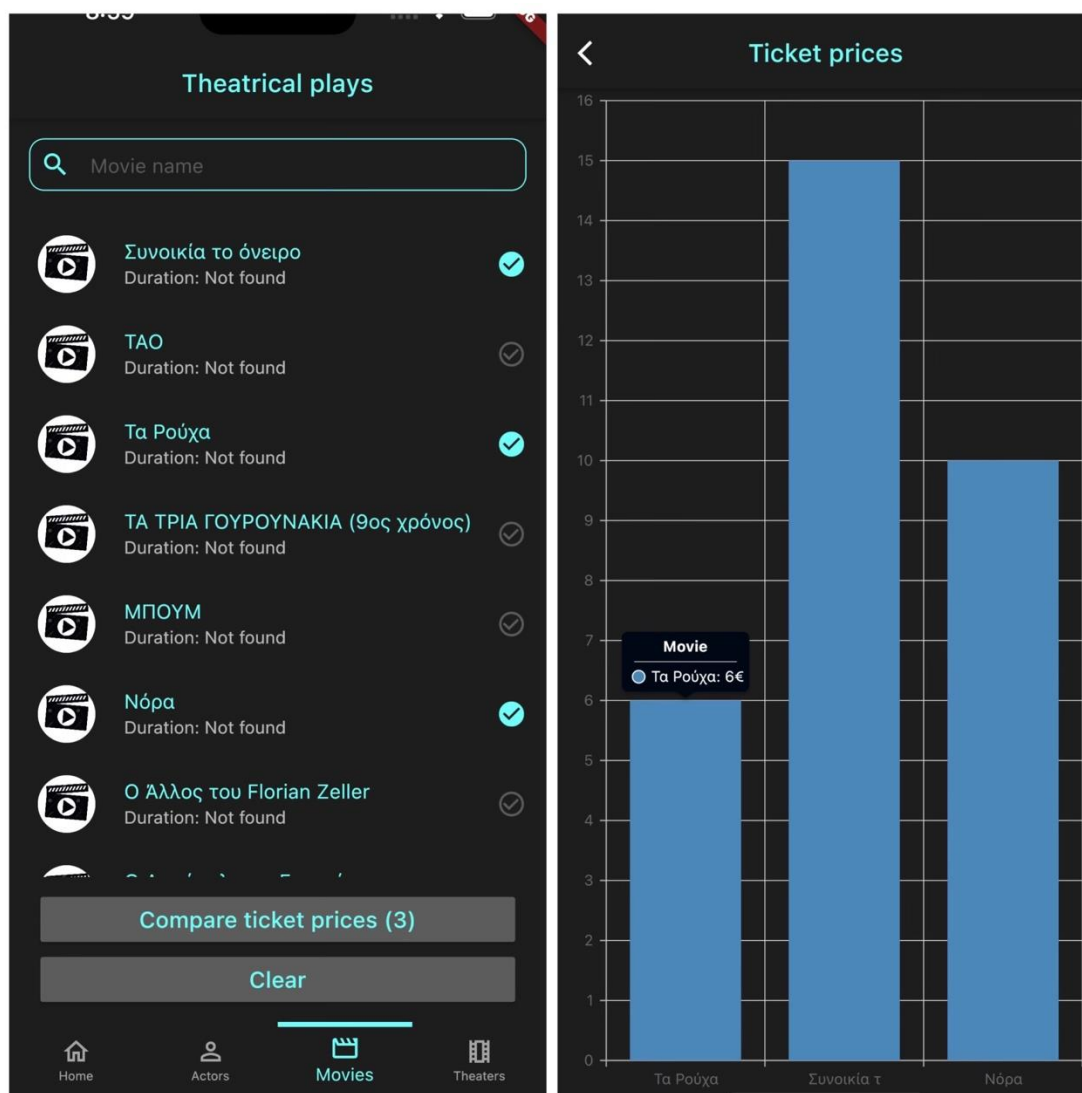 Theatrical plays
Movie name
Συνοικία το όνειρο
Duration: Not found
ΤΑΟ
Duration: Not found
Τα Ρούχα
Duration: Not found
ΤΑ ΤΡΙΑ ΓΟΥΡΟΥΝΑΚΙΑ (9ος χρόνος)
Duration: Not found
ΜΠΟΥΜ
Duration: Not found
Νόρα
Duration: Not found
Ο Άλλος του Florian Zeller
Duration: Not found
Compare ticket prices (3)
Clear
Home
Actors
Movies
Theaters
Ticket prices
16
15
14
13
12
11
10
9
8
7
6
5
4
3
2
1
0
Movie
Τα Ρούχα: 6€
Τα Ρούχα
Συνοικία τ
Νόρα